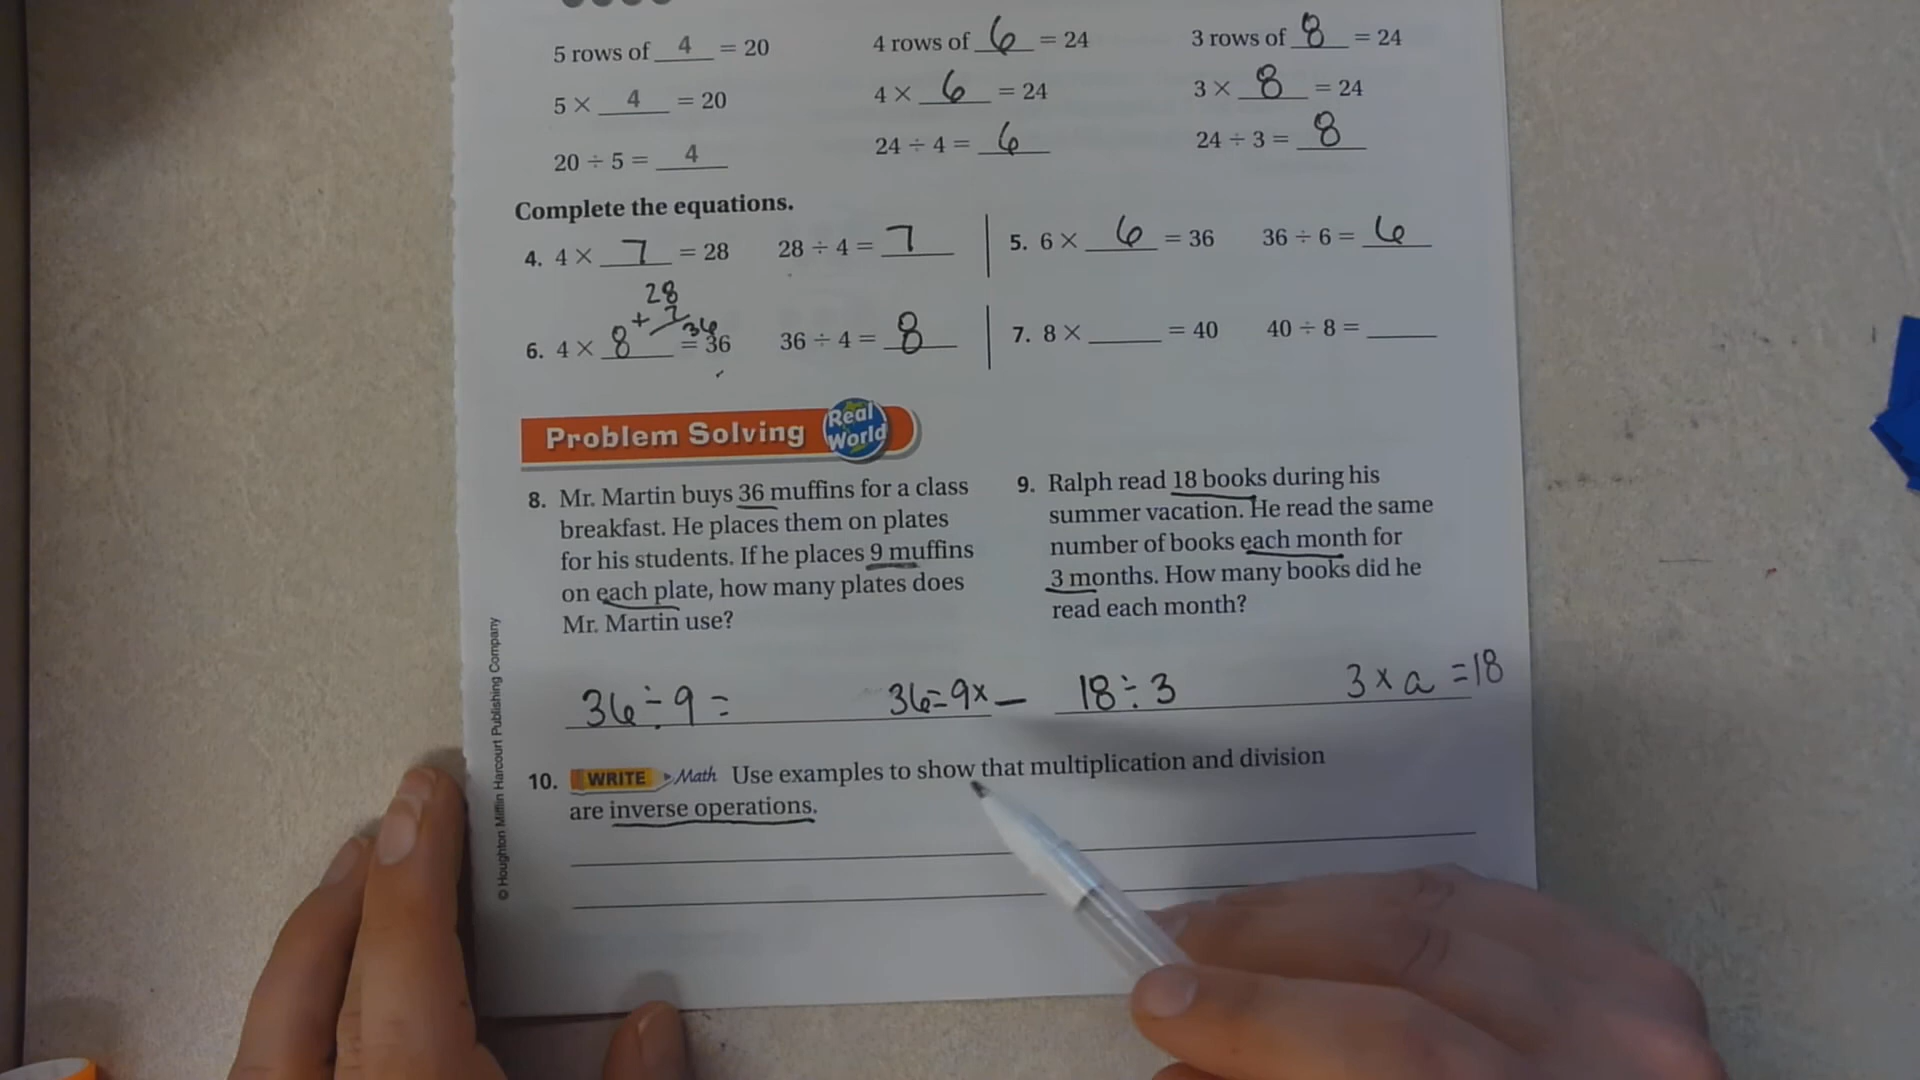 5 rows of 4 = 20 4 rows of 6 = 24 3 rows of 8 = 24
5 × 4 = 20 4 × 6 = 24 3 × 8 = 24
20 ÷ 5 = 4 24 ÷ 4 = 6 24 ÷ 3 = 8
Complete the equations.
4. 4 × 7 = 28 28 ÷ 4 = 7 5. 6 × 6 = 36 36 ÷ 6 = 6
28
+
36
6. 4 × 8 = 36 36 ÷ 4 = 8 7. 8 × ____ = 40 40 ÷ 8 = ____
Problem Solving Real World
8. Mr. Martin buys 36 muffins for a class
breakfast. He places them on plates
for his students. If he places 9 muffins
on each plate, how many plates does
Mr. Martin use?
36 ÷ 9 = 36=9x _
9. Ralph read 18 books during his
summer vacation. He read the same
number of books each month for
3 months. How many books did he
read each month?
18 ÷ 3 3 × a = 18
10. WRITE Math Use examples to show that multiplication and division
are inverse operations.
© Houghton Mifflin Harcourt Publishing Company